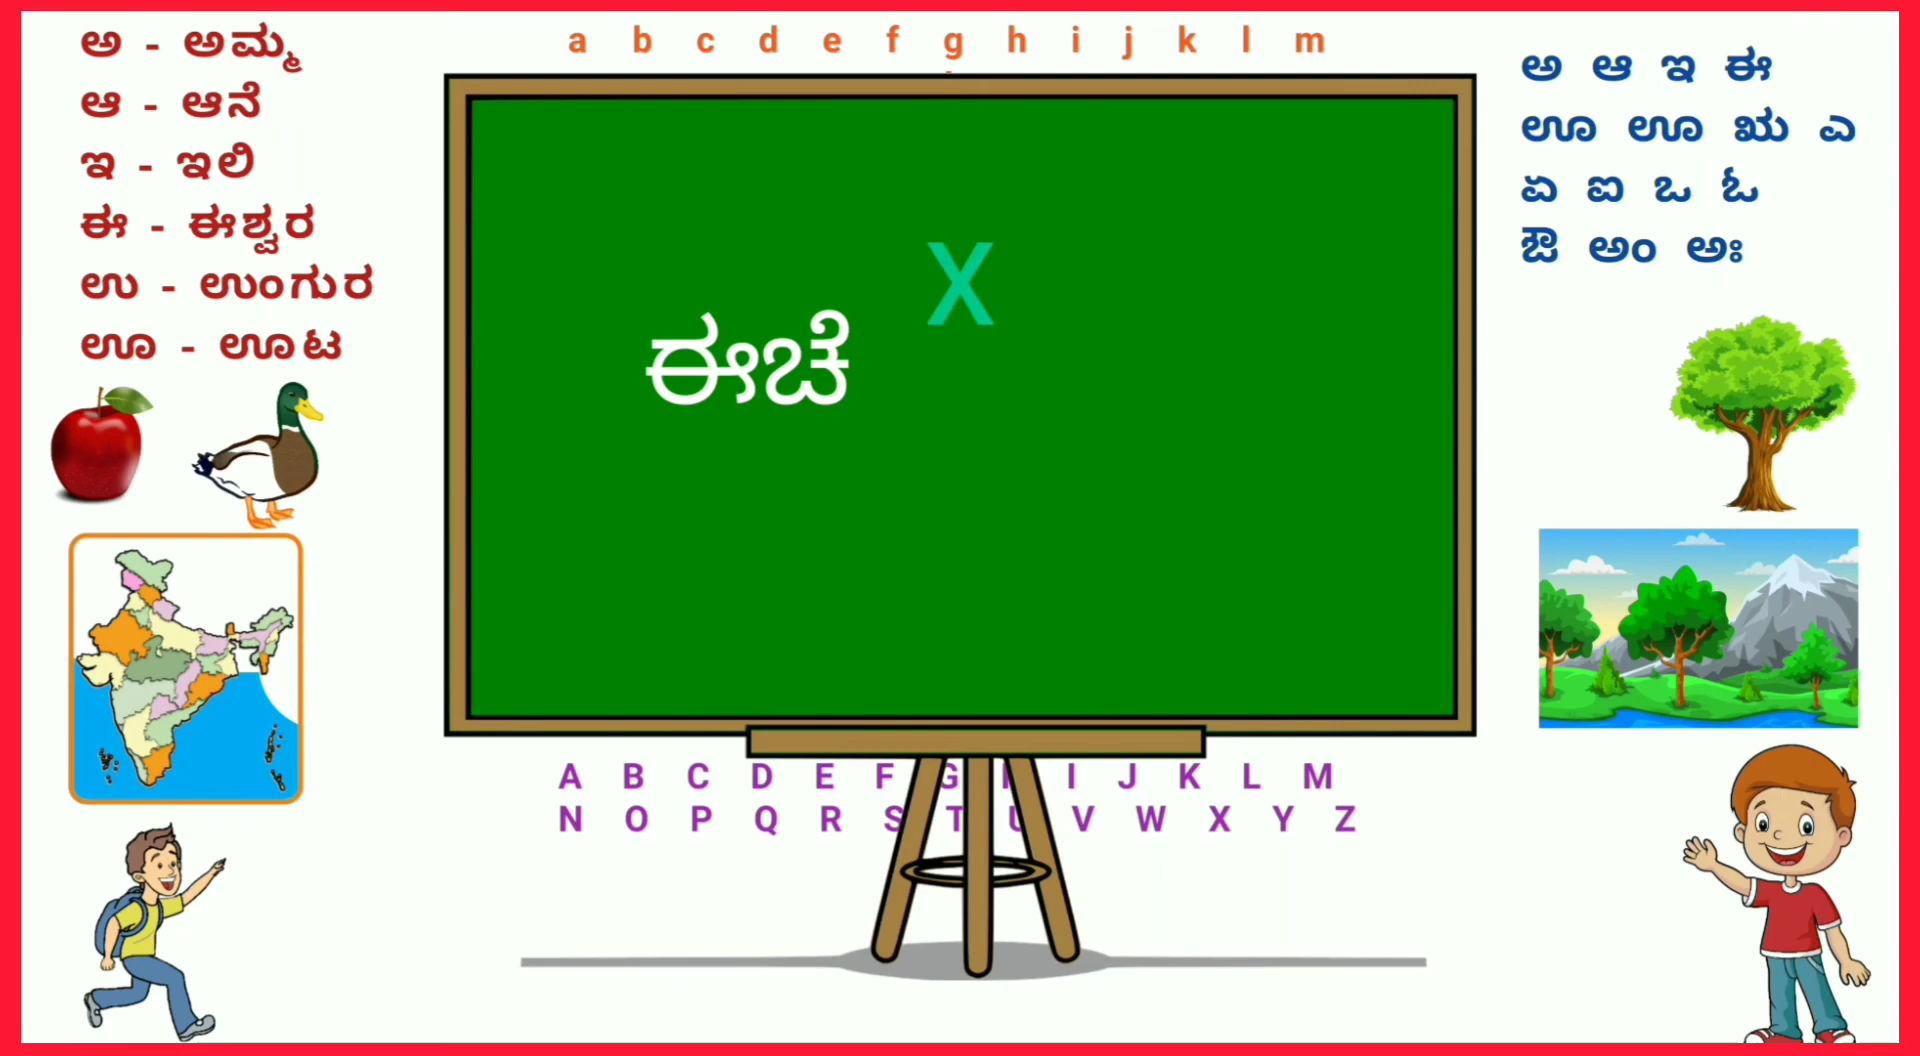 ಅ - ಅಮ್ಮ
ಆ - ಆನೆ
ಇ - ಇಲಿ
ಈ - ಈಶ್ವರ
ಉ - ಉಂಗುರ
ಊ - ಊಟ
a b c d e f g h i j k l m
X
ಈಚೆ
A B C D E F G H I J K L M
N O P Q R S T U V W X Y Z
ಅ ಆ ಇ ಈ
ಊ ಊ ಋ ಎ
ಏ ಐ ಒ ಓ
ಔ ಅಂ ಅಃ